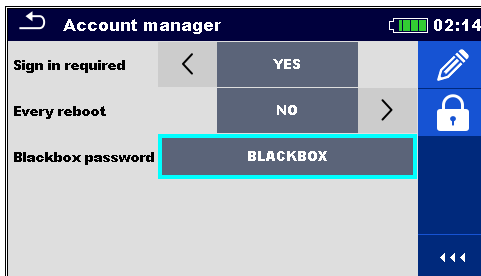 Account manager 02:14
Sign in required YES
Every reboot NO
Blackbox password BLACKBOX